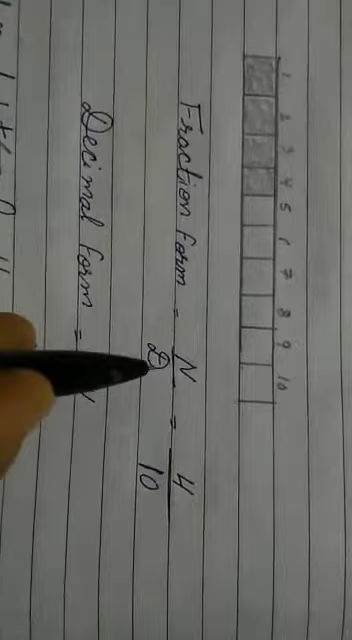 1 2 3 4 5 6 7 8 9 10
Fraction form = N/D = 4/10
Decimal form =